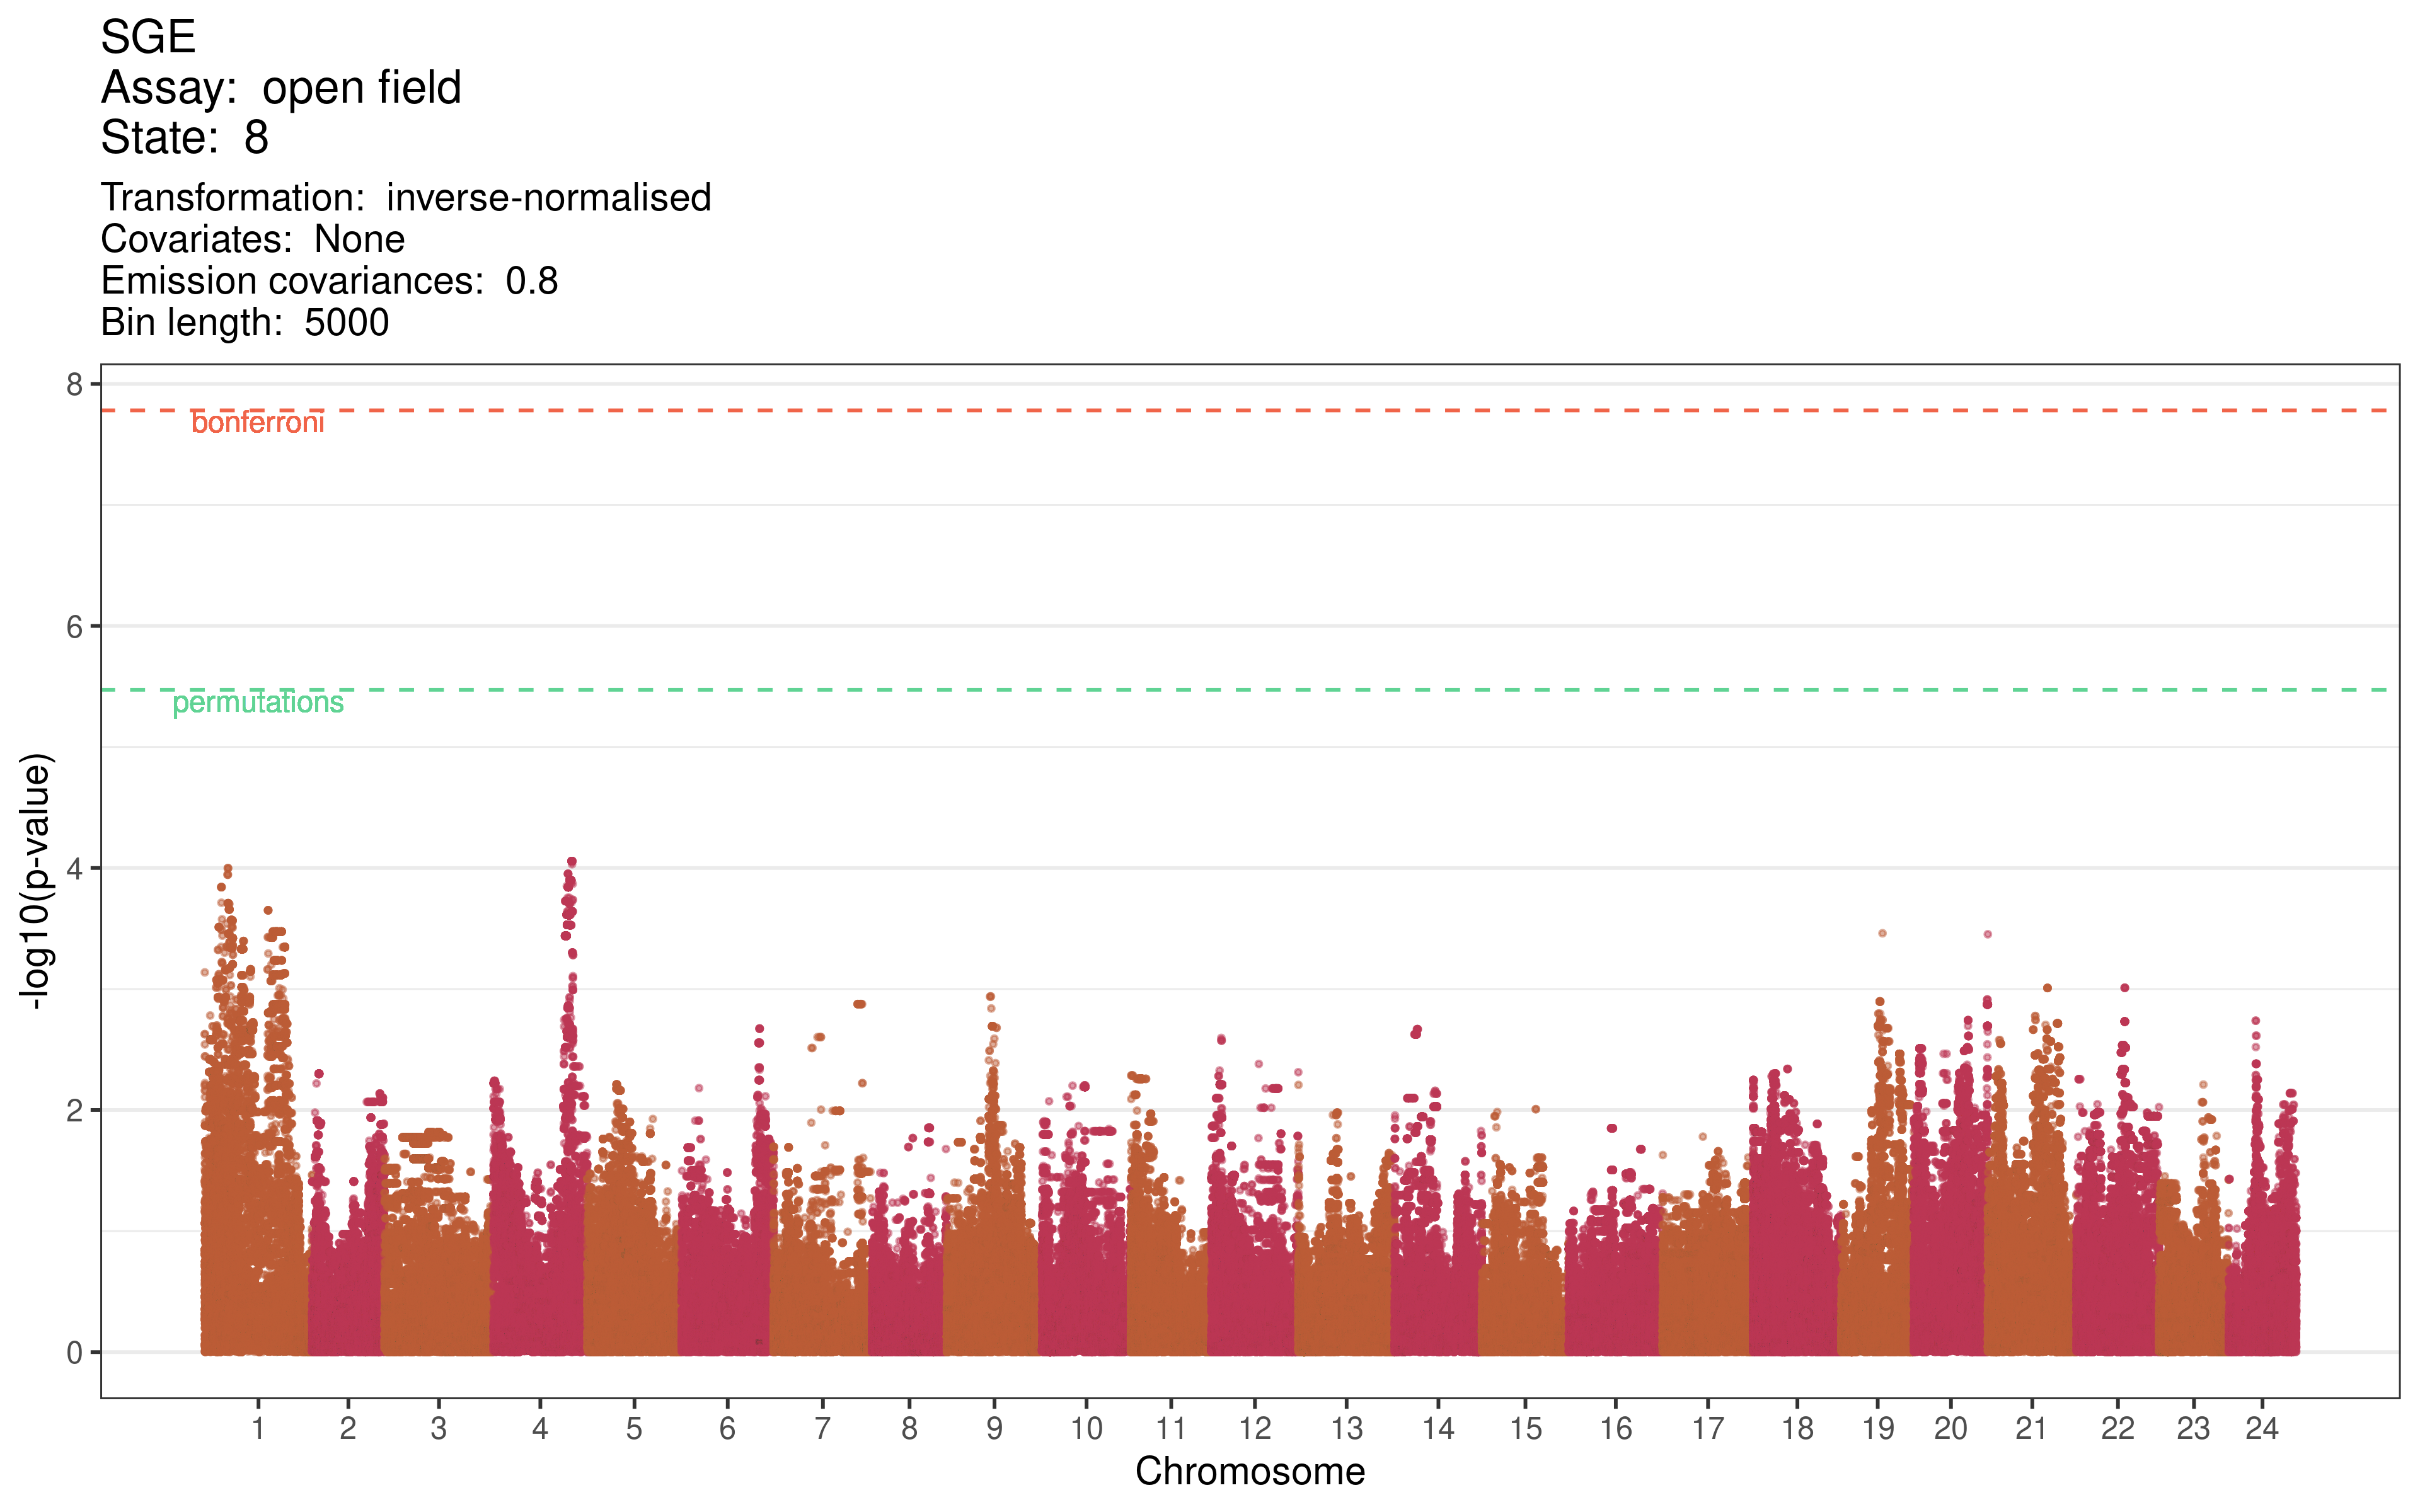 SGE
Assay:  open field
State:  8
Transformation:  inverse-normalised
Covariates:  None
Emission covariances:  0.8
Bin length:  5000
8
bonferroni
6
permutations
4
2
0
-log10(p-value)
1 2 3 4 5 6 7 8 9 10 11 12 13 14 15 16 17 18 19 20 21 22 23 24
Chromosome